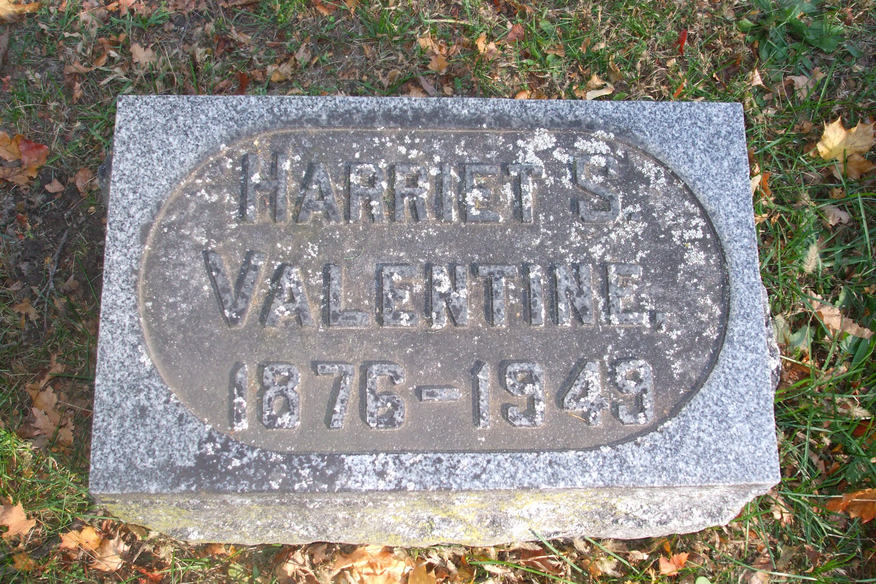 HARRIET S.
VALENTINE.
1876-1949